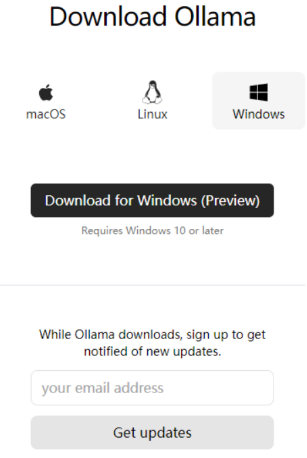 Download Ollama
macOS
Linux
Windows
Download for Windows (Preview)
Requires Windows 10 or later
While Ollama downloads, sign up to get
notified of new updates.
your email address
Get updates